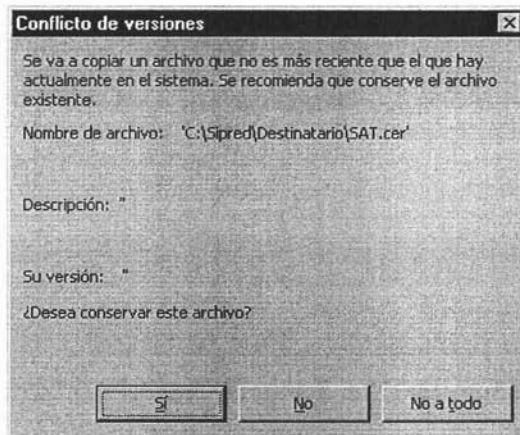 Conflicto de versiones
Se va a copiar un archivo que no es más reciente que el que hay
actualmente en el sistema. Se recomienda que conserve el archivo
existente.
Nombre de archivo: 'C:\Sipred\Destinatario\SAT.cer'
Descripción: "
Su versión: "
¿Desea conservar este archivo?
Sí No No a todo